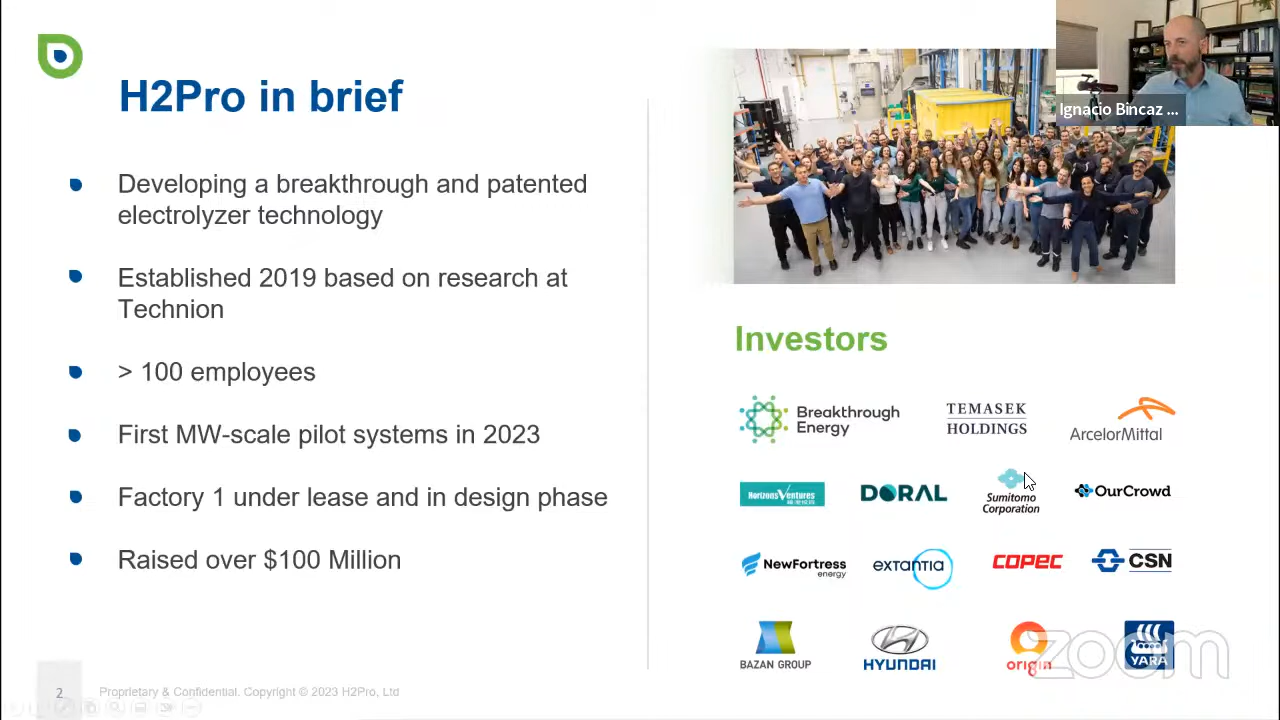 H2Pro in brief
Developing a breakthrough and patented
electrolyzer technology
Established 2019 based on research at
Technion
> 100 employees
First MW-scale pilot systems in 2023
Factory 1 under lease and in design phase
Raised over $100 Million
Ignacio Bincaz ...
Investors
Breakthrough
Energy
TEMASEK
HOLDINGS
ArcelorMittal
Horizons Ventures
DORAL
Sumitomo
Corporation
OurCrowd
NewFortress
energy
extantia
COPEC
CSN
BAZAN GROUP
HYUNDAI
origin
YARA
zoom
2
Proprietary & Confidential. Copyright © 2023 H2Pro, Ltd